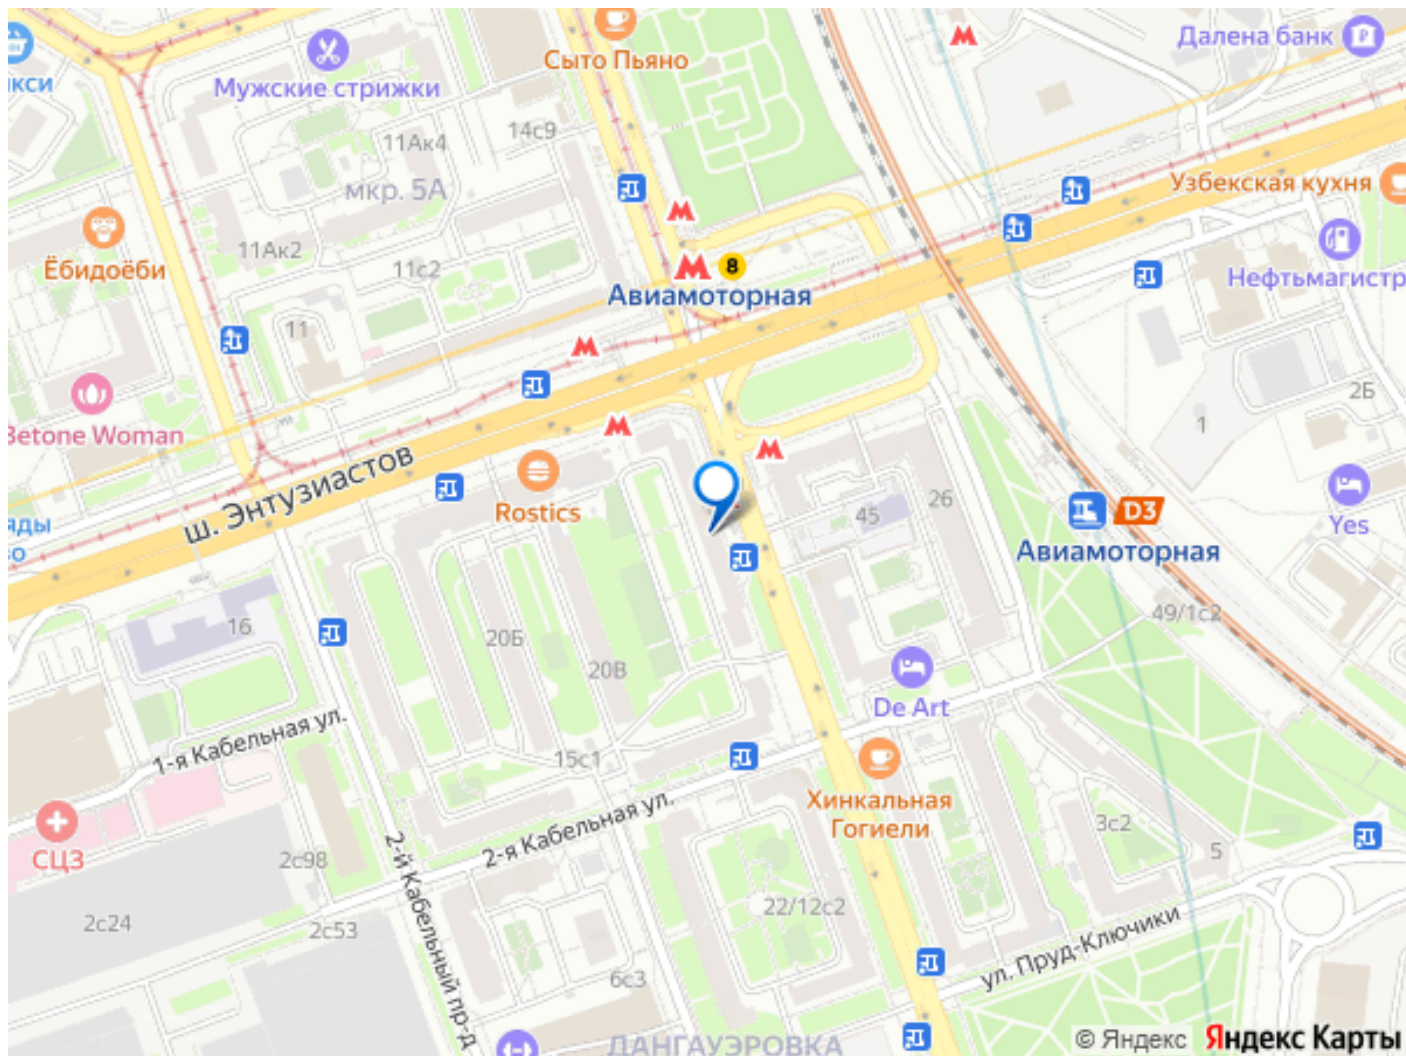 Далена банк
Сыто Пьяно
кси
Мужские стрижки
14с9
11Ак4
мкр. 5А
Узбекская кухня
11Ак2
Ёбидоёби
11с2
8
Авиамоторная
Нефтьмагистр
11
2Б
1
Betone Woman
ш. Энтузиастов
Rostics
26
45
D3
Yes
яды
Авиамоторная
49/1с2
16
20Б
20В
De Art
1-я Кабельная ул.
15с1
Хинкальная
Гогиели
2-я Кабельная ул.
3с2
СЦЗ
2с98
5
2-й Кабельный пр-д
22/12с2
2с24
2с53
ул. Пруд-Ключики
6с3
ДАНГАУЭРОВКА
© Яндекс Яндекс Карты